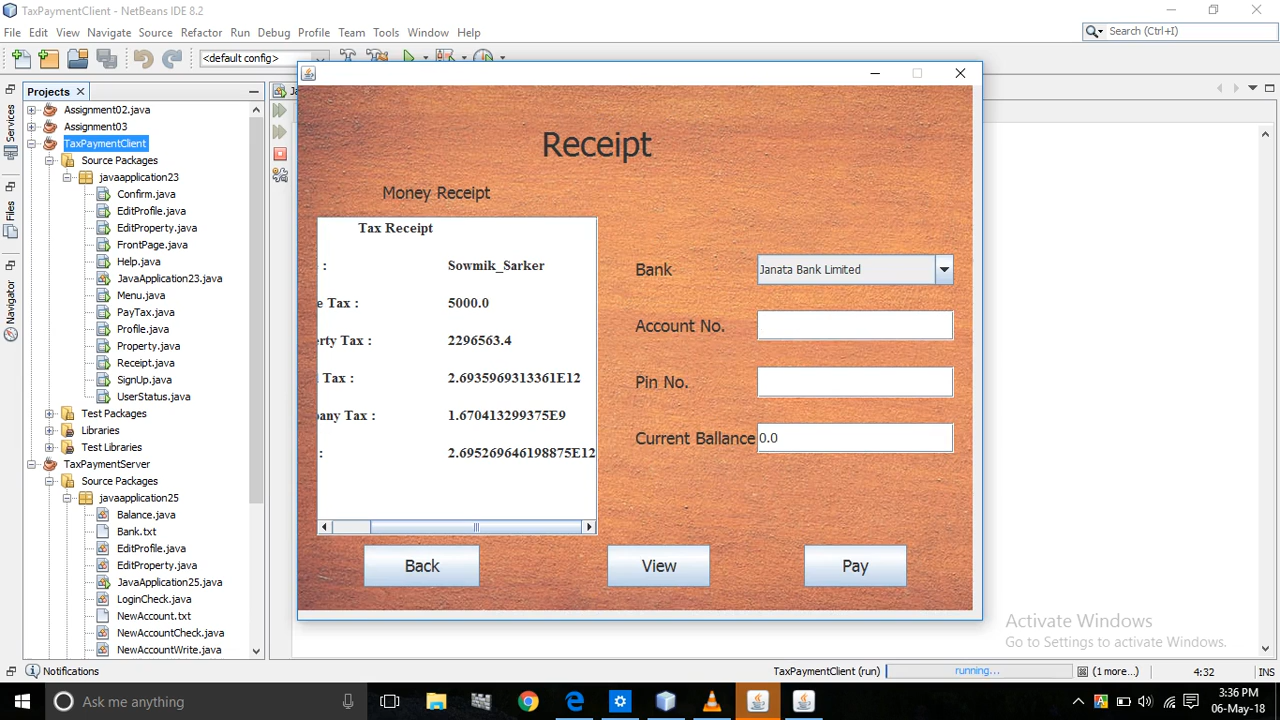 TaxPaymentClient - NetBeans IDE 8.2
File Edit View Navigate Source Refactor Run Debug Profile Team Tools Window Help
Search (Ctrl+I)
<default config>
Projects
Services
Files
Navigator
Assignment02.java
Assignment03
TaxPaymentClient
Source Packages
javaapplication23
Confirm.java
EditProfile.java
EditProperty.java
FrontPage.java
Help.java
JavaApplication23.java
Menu.java
PayTax.java
Profile.java
Property.java
Receipt.java
SignUp.java
UserStatus.java
Test Packages
Libraries
Test Libraries
TaxPaymentServer
Source Packages
javaapplication25
Balance.java
Bank.txt
EditProfile.java
EditProperty.java
JavaApplication25.java
LoginCheck.java
NewAccount.txt
NewAccountCheck.java
NewAccountWrite.java
Receipt
Money Receipt
Tax Receipt
: Sowmik_Sarker
e Tax : 5000.0
erty Tax : 2296563.4
Tax : 2.6935969313361E12
any Tax : 1.670413299375E9
: 2.695269646198875E12
Bank Janata Bank Limited
Account No.
Pin No.
Current Ballance 0.0
Back View Pay
Activate Windows
Go to Settings to activate Windows.
Notifications TaxPaymentClient (run) running... (1 more...) 4:32 INS
Ask me anything
3:36 PM
06-May-18